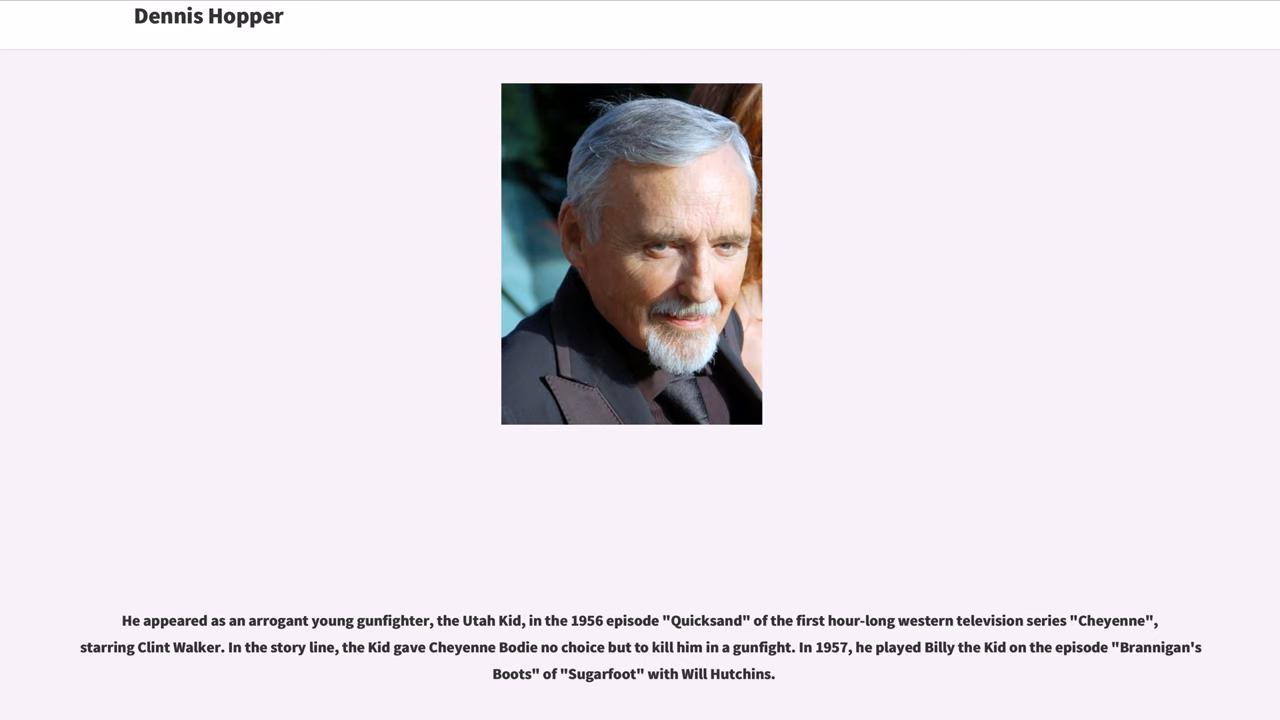 Dennis Hopper
He appeared as an arrogant young gunfighter, the Utah Kid, in the 1956 episode "Quicksand" of the first hour-long western television series "Cheyenne",
starring Clint Walker. In the story line, the Kid gave Cheyenne Bodie no choice but to kill him in a gunfight. In 1957, he played Billy the Kid on the episode "Brannigan's
Boots" of "Sugarfoot" with Will Hutchins.